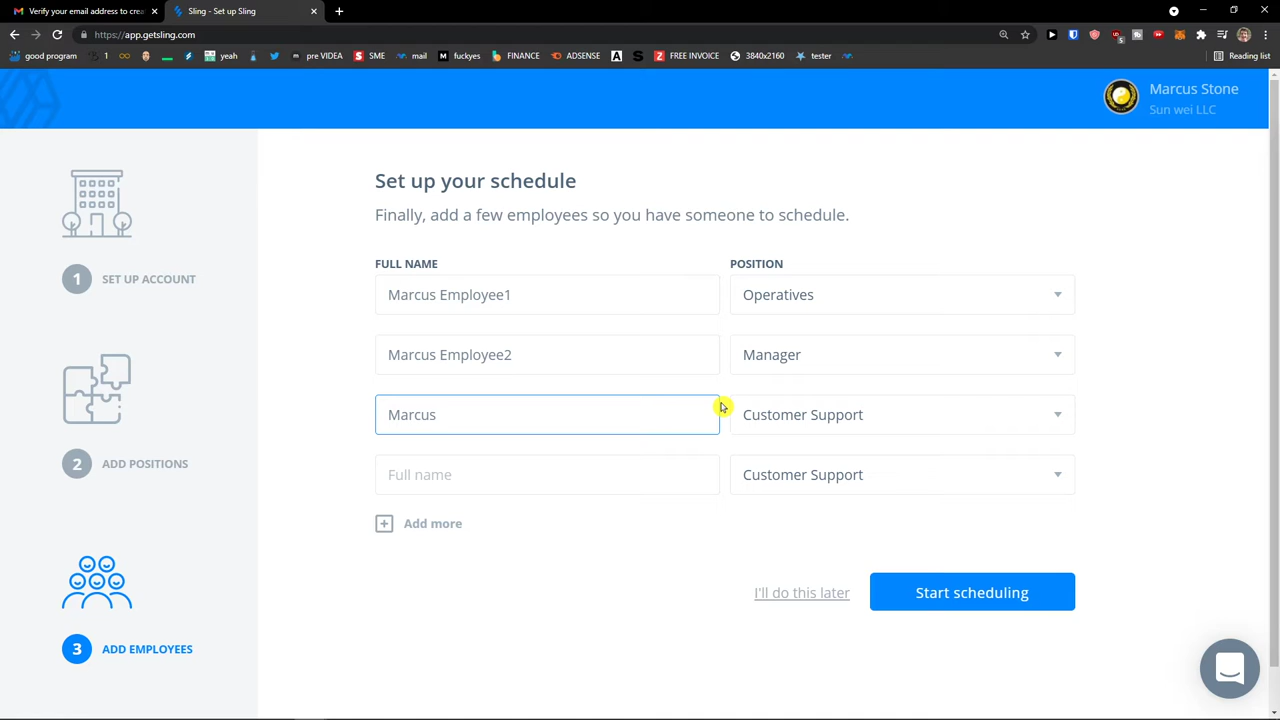 Verify your email address to crea
Sling - Set up Sling
https://app.getsling.com
good program
1
yeah
pre VIDEA
SME
mail
fuckyes
FINANCE
ADSENSE
FREE INVOICE
3840x2160
tester
Reading list
Marcus Stone
Sun wei LLC
Set up your schedule
Finally, add a few employees so you have someone to schedule.
1 SET UP ACCOUNT
2 ADD POSITIONS
3 ADD EMPLOYEES
FULL NAME POSITION
Marcus Employee1 Operatives
Marcus Employee2 Manager
Marcus Customer Support
Full name Customer Support
Add more
I'll do this later Start scheduling